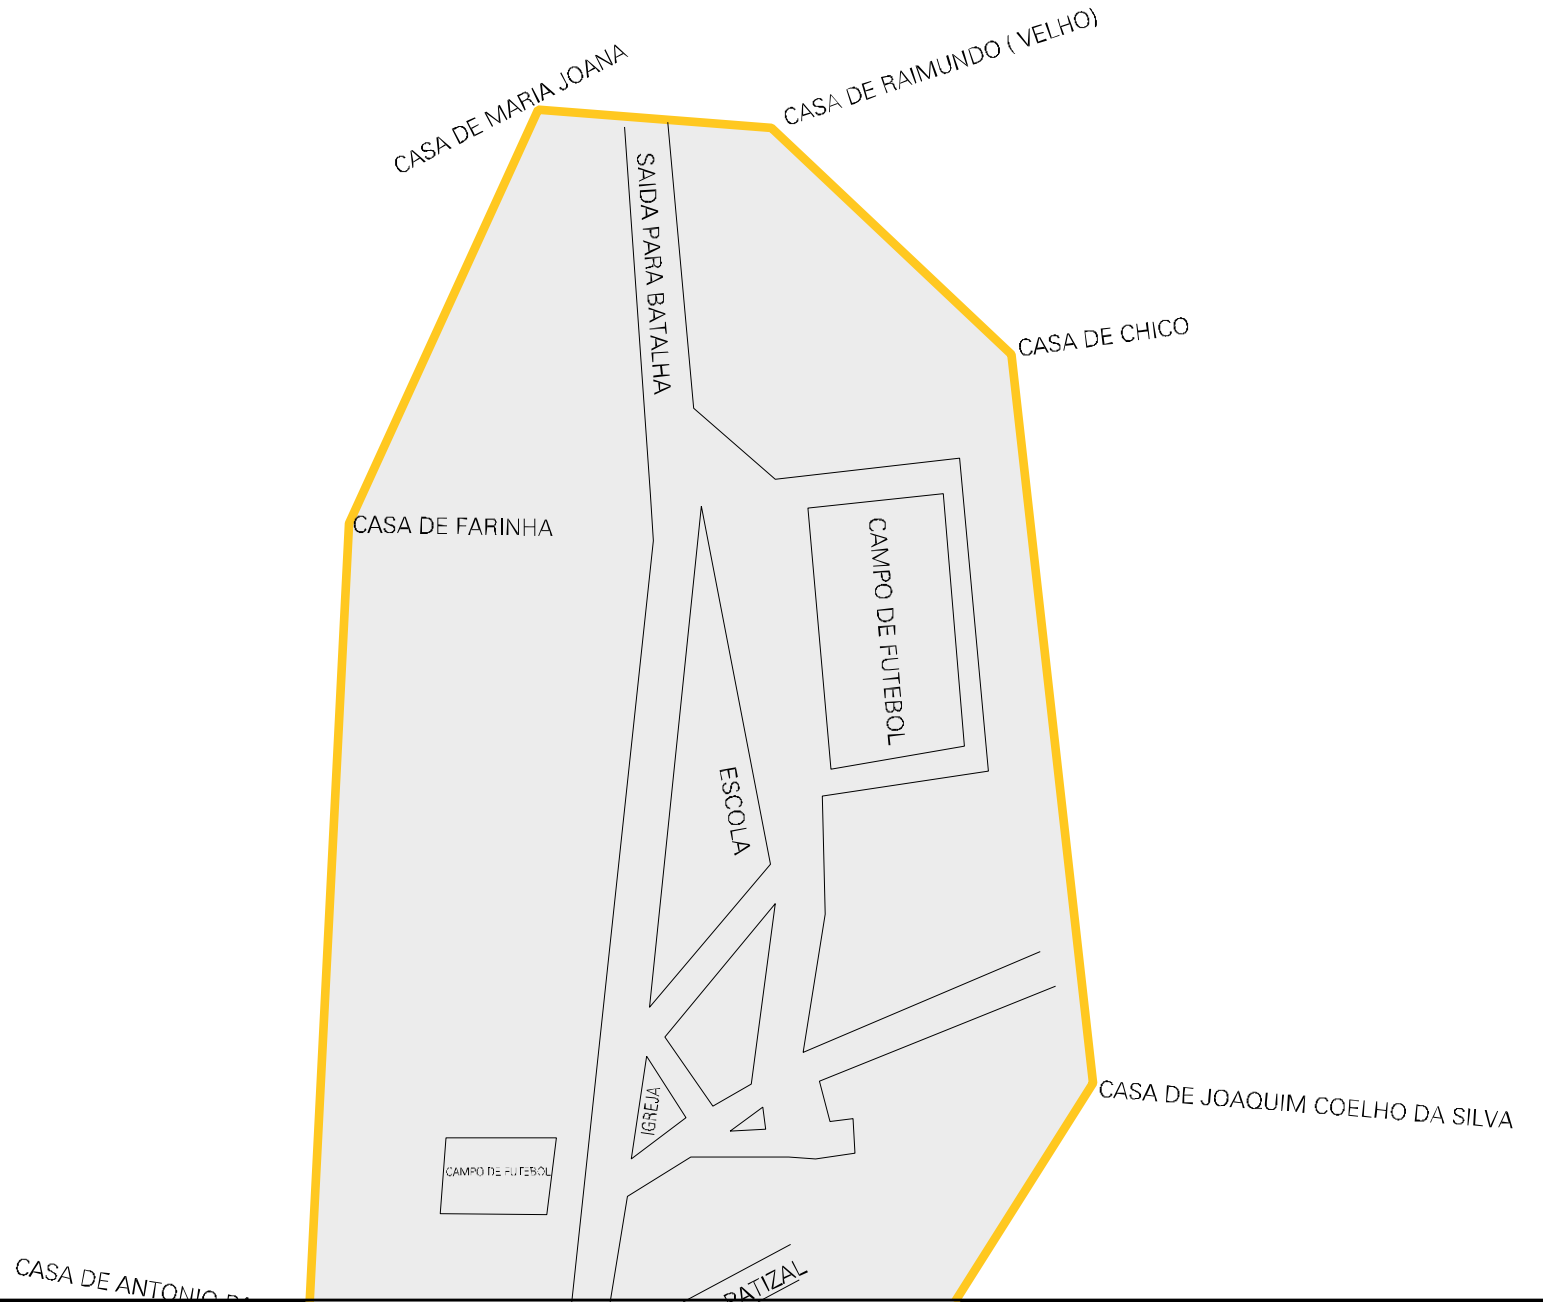 CASA DE RAIMUNDO ( VELHO)
CASA DE MARIA JOANA
SAIDA PARA BATALHA
CASA DE CHICO
CASA DE FARINHA
CAMPO DE FUTEBOL
ESCOLA
IGREJA
CASA DE JOAQUIM COELHO DA SILVA
CAMPO DE FUTEBOL
CASA DE ANTONIO